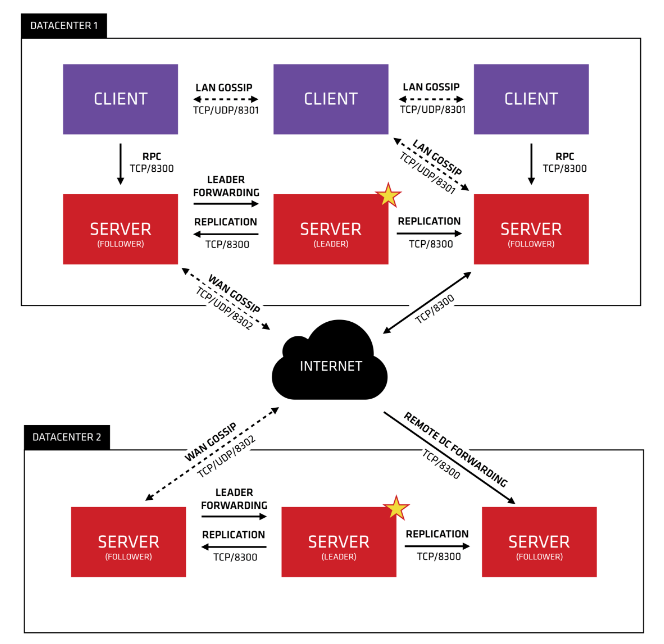 DATACENTER 1
CLIENT
LAN GOSSIP
TCP/UDP/8301
CLIENT
LAN GOSSIP
TCP/UDP/8301
CLIENT
RPC
TCP/8300
LAN GOSSIP
TCP/UDP/8301
RPC
TCP/8300
SERVER
(FOLLOWER)
LEADER
FORWARDING
REPLICATION
TCP/8300
SERVER
(LEADER)
REPLICATION
TCP/8300
SERVER
(FOLLOWER)
WAN GOSSIP
TCP/UDP/8302
TCP/8300
INTERNET
WAN GOSSIP
TCP/UDP/8302
REMOTE DC FORWARDING
TCP/8300
DATACENTER 2
SERVER
(FOLLOWER)
LEADER
FORWARDING
REPLICATION
TCP/8300
SERVER
(LEADER)
REPLICATION
TCP/8300
SERVER
(FOLLOWER)